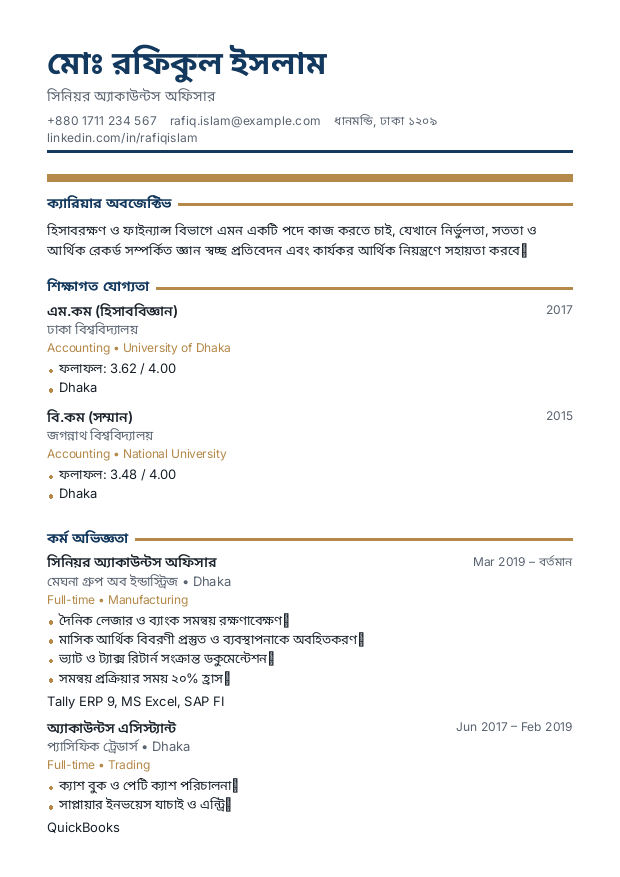 মোঃ রফিকুল ইসলাম
সিনিয়র অ্যাকাউন্টস অফিসার
+880 1711 234 567 rafiq.islam@example.com ধানমন্ডি, ঢাকা ১২০৯
linkedin.com/in/rafiqislam
ক্যারিয়ার অবজেক্টিভ
হিসাবরক্ষণ ও ফাইন্যান্স বিভাগে এমন একটি পদে কাজ করতে চাই, যেখানে নির্ভুলতা, সততা ও
আর্থিক রেকর্ড সম্পর্কিত জ্ঞান স্বচ্ছ প্রতিবেদন এবং কার্যকর আর্থিক নিয়ন্ত্রণে সহায়তা করবে
শিক্ষাগত যোগ্যতা
এম.কম (হিসাববিজ্ঞান) 2017
ঢাকা বিশ্ববিদ্যালয়
Accounting • University of Dhaka
• ফলাফল: 3.62 / 4.00
• Dhaka
বি.কম (সম্মান) 2015
জগন্নাথ বিশ্ববিদ্যালয়
Accounting • National University
• ফলাফল: 3.48 / 4.00
• Dhaka
কর্ম অভিজ্ঞতা
সিনিয়র অ্যাকাউন্টস অফিসার Mar 2019 – বর্তমান
মেঘনা গ্রুপ অব ইন্ডাস্ট্রিজ • Dhaka
Full-time • Manufacturing
• দৈনিক লেজার ও ব্যাংক সমন্বয় রক্ষণাবেক্ষণ
• মাসিক আর্থিক বিবরণী প্রস্তুত ও ব্যবস্থাপনাকে অবহিতকরণ
• ভ্যাট ও ট্যাক্স রিটার্ন সংক্রান্ত ডকুমেন্টেশন
• সমন্বয় প্রক্রিয়ার সময় ২০% হ্রাস
Tally ERP 9, MS Excel, SAP FI
অ্যাকাউন্টস এসিস্ট্যান্ট Jun 2017 – Feb 2019
প্যাসিফিক ট্রেডার্স • Dhaka
Full-time • Trading
• ক্যাশ বুক ও পেটি ক্যাশ পরিচালনা
• সাপ্লায়ার ইনভয়েস যাচাই ও এন্ট্রি
QuickBooks